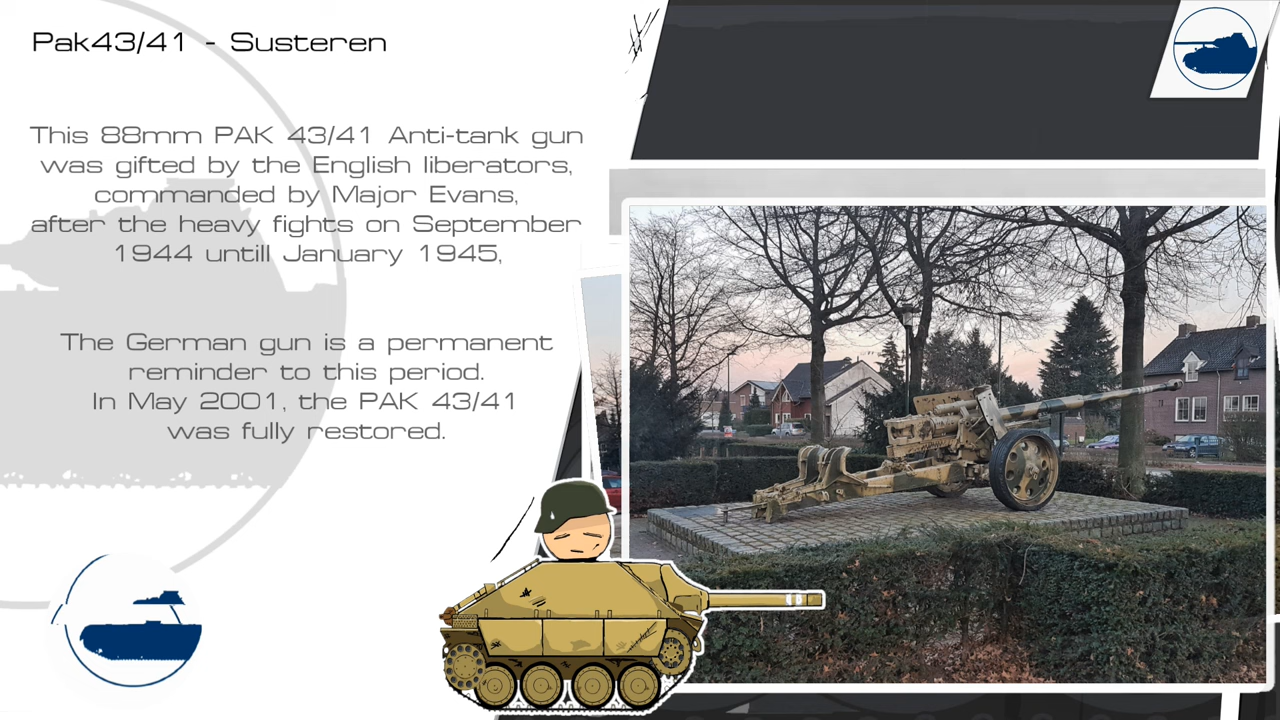 Pak43/41 - Susteren
This 88mm PAK 43/41 Anti-tank gun
was gifted by the English liberators,
commanded by Major Evans,
after the heavy fights on September
1944 untill January 1945,
The German gun is a permanent
reminder to this period.
In May 2001, the PAK 43/41
was fully restored.